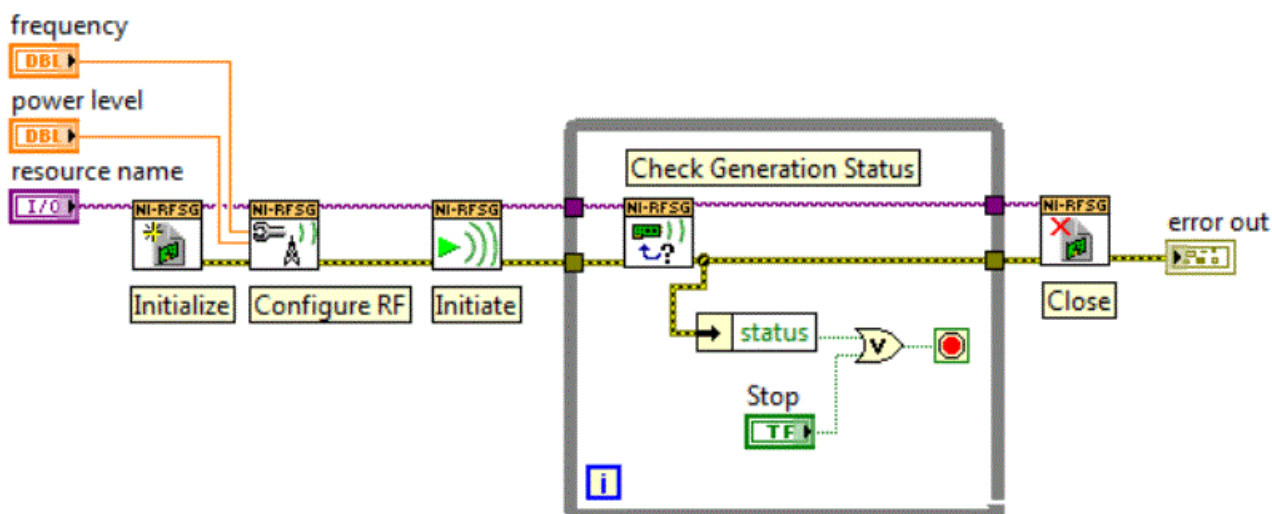 frequency
DBL
power level
DBL
resource name
I/O
NI-RFSG
NI-RFSG
NI-RFSG
Check Generation Status
NI-RFSG
NI-RFSG
error out
?
Initialize
Configure RF
Initiate
Close
status
V
Stop
TF
i